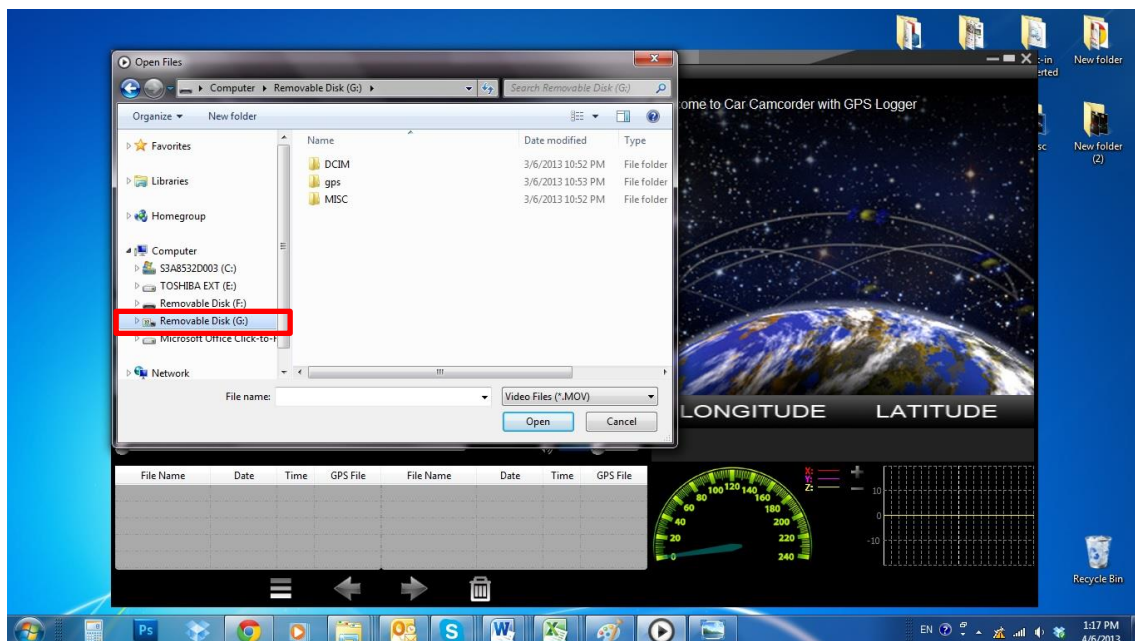 Open Files
Computer Removable Disk (G:)
Search Removable Disk (G:)
Organize New folder
Name Date modified Type
Favorites
Libraries
Homegroup
Computer
S3A8532D003 (C:)
TOSHIBA EXT (E:)
Removable Disk (F:)
Removable Disk (G:)
Microsoft Office Click-to-
Network
DCIM 3/6/2013 10:52 PM File folder
gps 3/6/2013 10:53 PM File folder
MISC 3/6/2013 10:52 PM File folder
File name: Video Files (*.MOV)
Open Cancel
ome to Car Camcorder with GPS Logger
LONGITUDE LATITUDE
File Name Date Time GPS File File Name Date Time GPS File
0 20 40 60 80 100 120 140 160 180 200 220 240
X:
Y:
Z:
10
0
-10
-in
erted
New folder
sc
New folder
(2)
Recycle Bin
Ps
EN
1:17 PM
4/6/2013